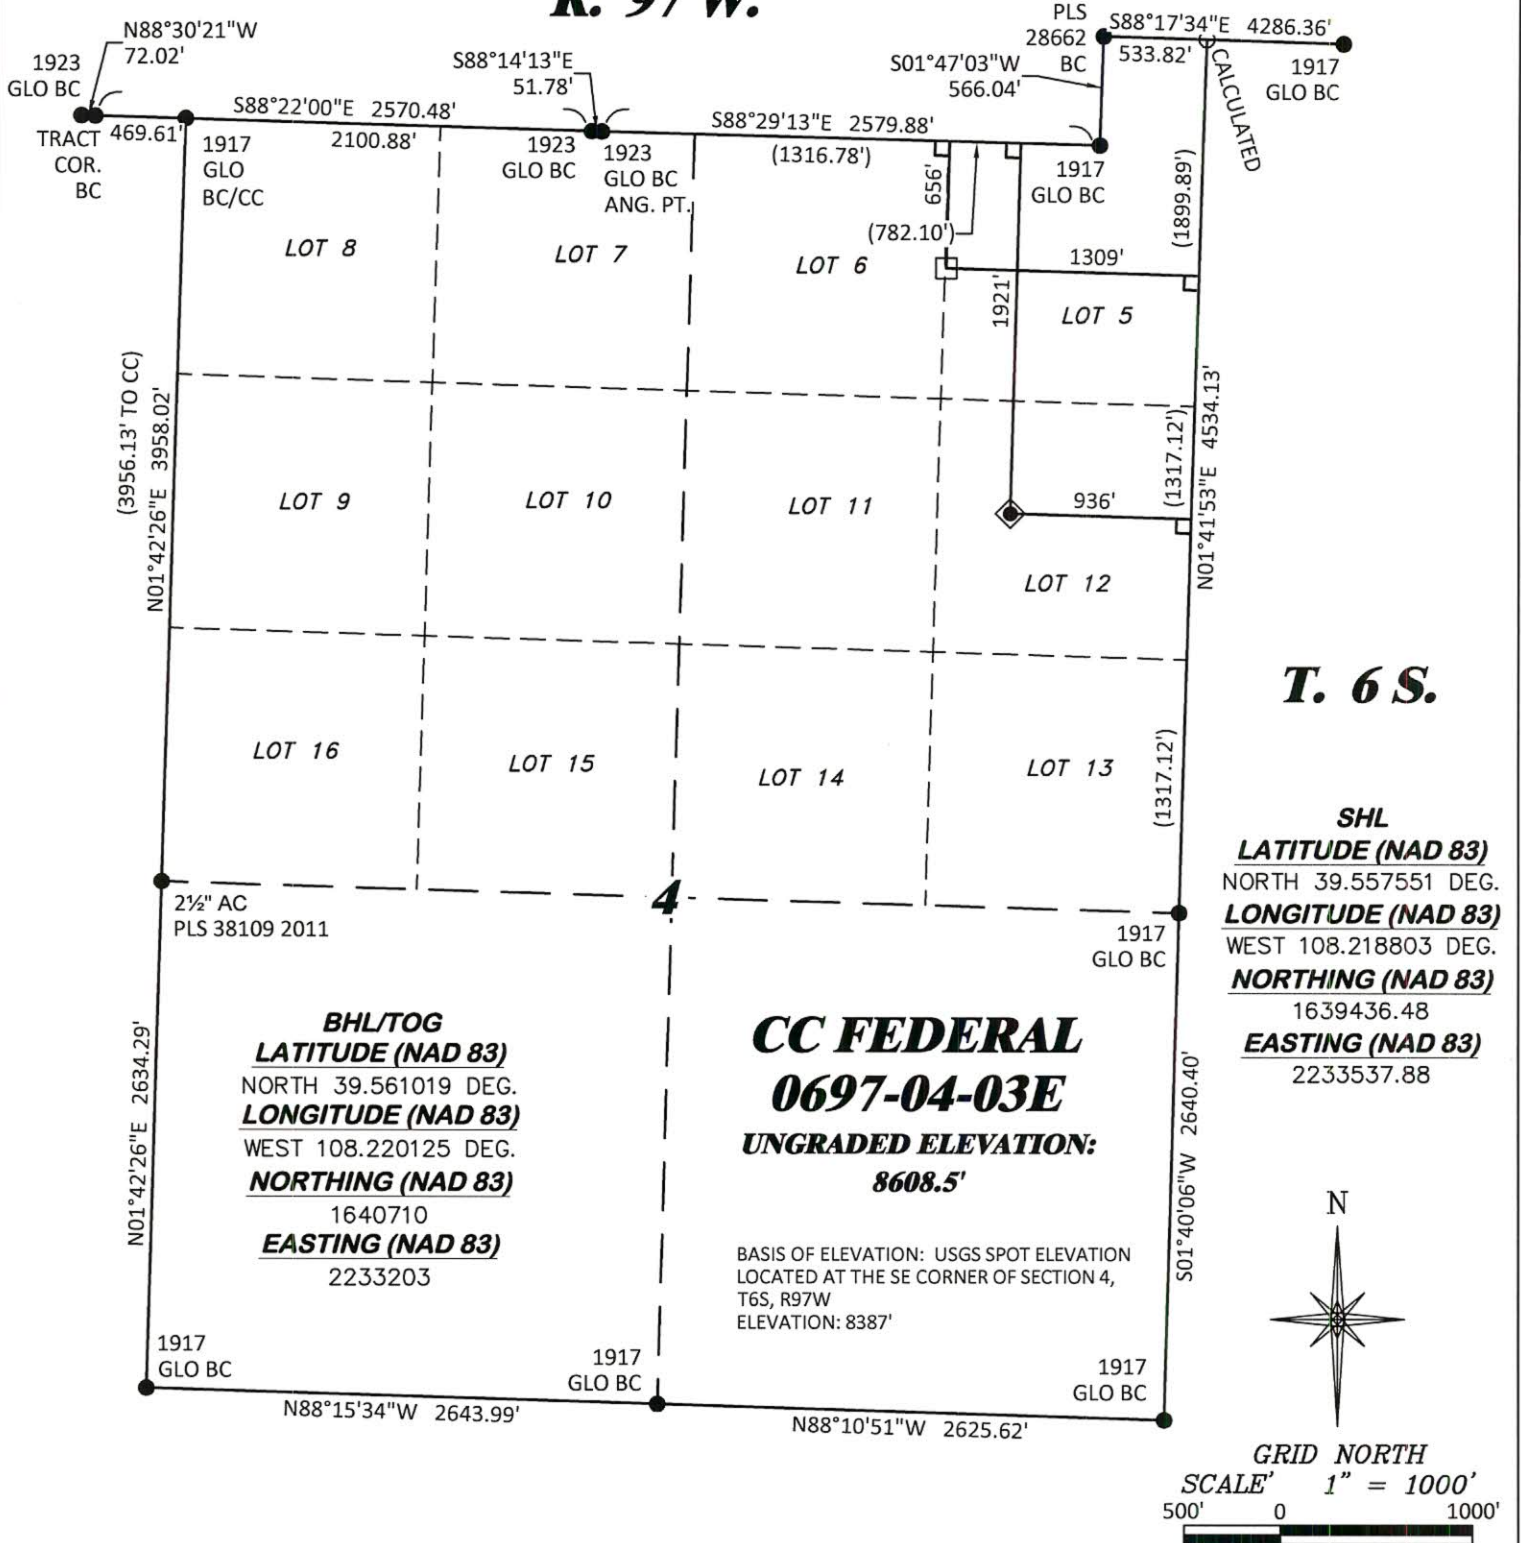 R. 97 W.
N88°30'21"W
72.02'
1923
GLO BC
TRACT
COR.
BC
469.61'
S88°22'00"E 2570.48'
2100.88'
1917
GLO
BC/CC
S88°14'13"E
51.78'
1923
GLO BC
1923
GLO BC
ANG. PT.
S88°29'13"E 2579.88'
(1316.78')
S01°47'03"W
566.04'
PLS
28662
BC
S88°17'34"E 4286.36'
533.82'
CALCULATED
1917
GLO BC
1917
GLO BC
656'
(782.10')
(1899.89')
1309'
1921'
LOT 8
LOT 7
LOT 6
LOT 5
(3956.13' TO CC)
N01°42'26"E 3958.02'
(1317.12')
N01°41'53"E 4534.13'
936'
LOT 9
LOT 10
LOT 11
LOT 12
LOT 16
LOT 15
LOT 14
LOT 13
(1317.12')
T. 6 S.
2½" AC
PLS 38109 2011
4
1917
GLO BC
SHL
LATITUDE (NAD 83)
NORTH 39.557551 DEG.
LONGITUDE (NAD 83)
WEST 108.218803 DEG.
NORTHING (NAD 83)
1639436.48
EASTING (NAD 83)
2233537.88
N01°42'26"E 2634.29'
BHL/TOG
LATITUDE (NAD 83)
NORTH 39.561019 DEG.
LONGITUDE (NAD 83)
WEST 108.220125 DEG.
NORTHING (NAD 83)
1640710
EASTING (NAD 83)
2233203
CC FEDERAL
0697-04-03E
UNGRADED ELEVATION:
8608.5'
BASIS OF ELEVATION: USGS SPOT ELEVATION
LOCATED AT THE SE CORNER OF SECTION 4,
T6S, R97W
ELEVATION: 8387'
S01°40'06"W 2640.40'
1917
GLO BC
1917
GLO BC
1917
GLO BC
N88°15'34"W 2643.99'
N88°10'51"W 2625.62'
N
GRID NORTH
SCALE' 1" = 1000'
500' 0 1000'